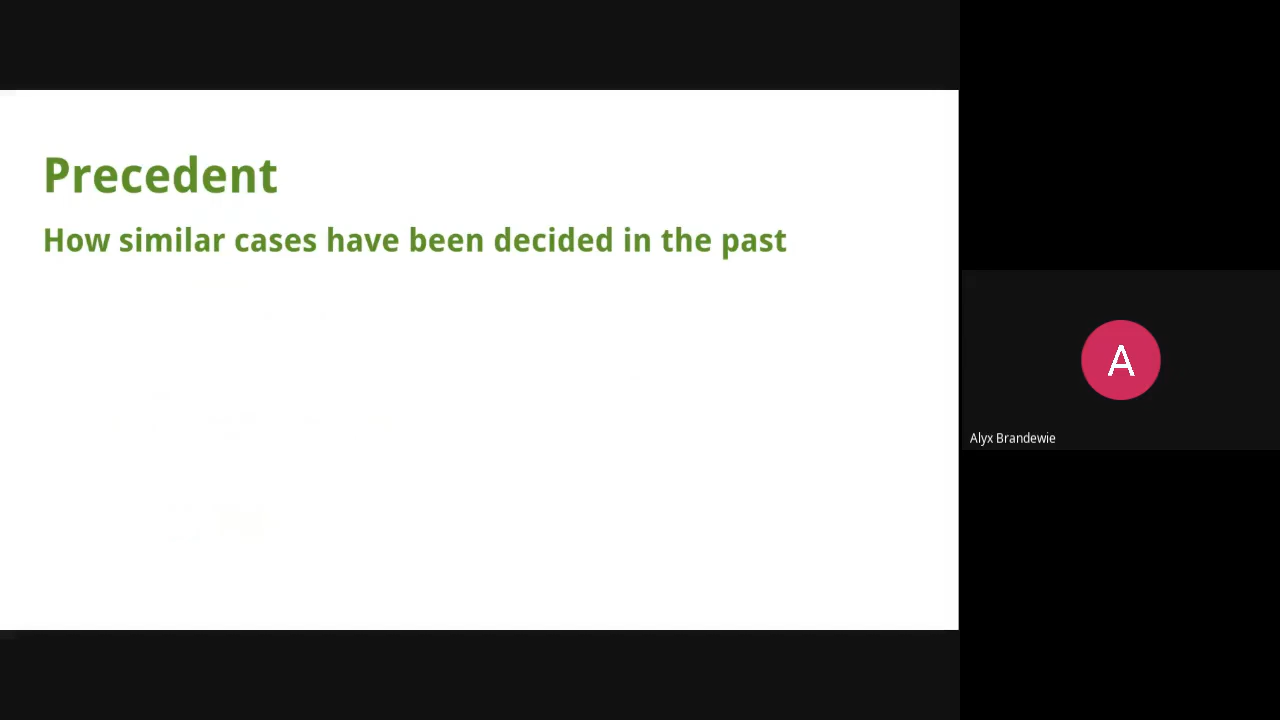 Precedent
How similar cases have been decided in the past
A
Alyx Brandewie